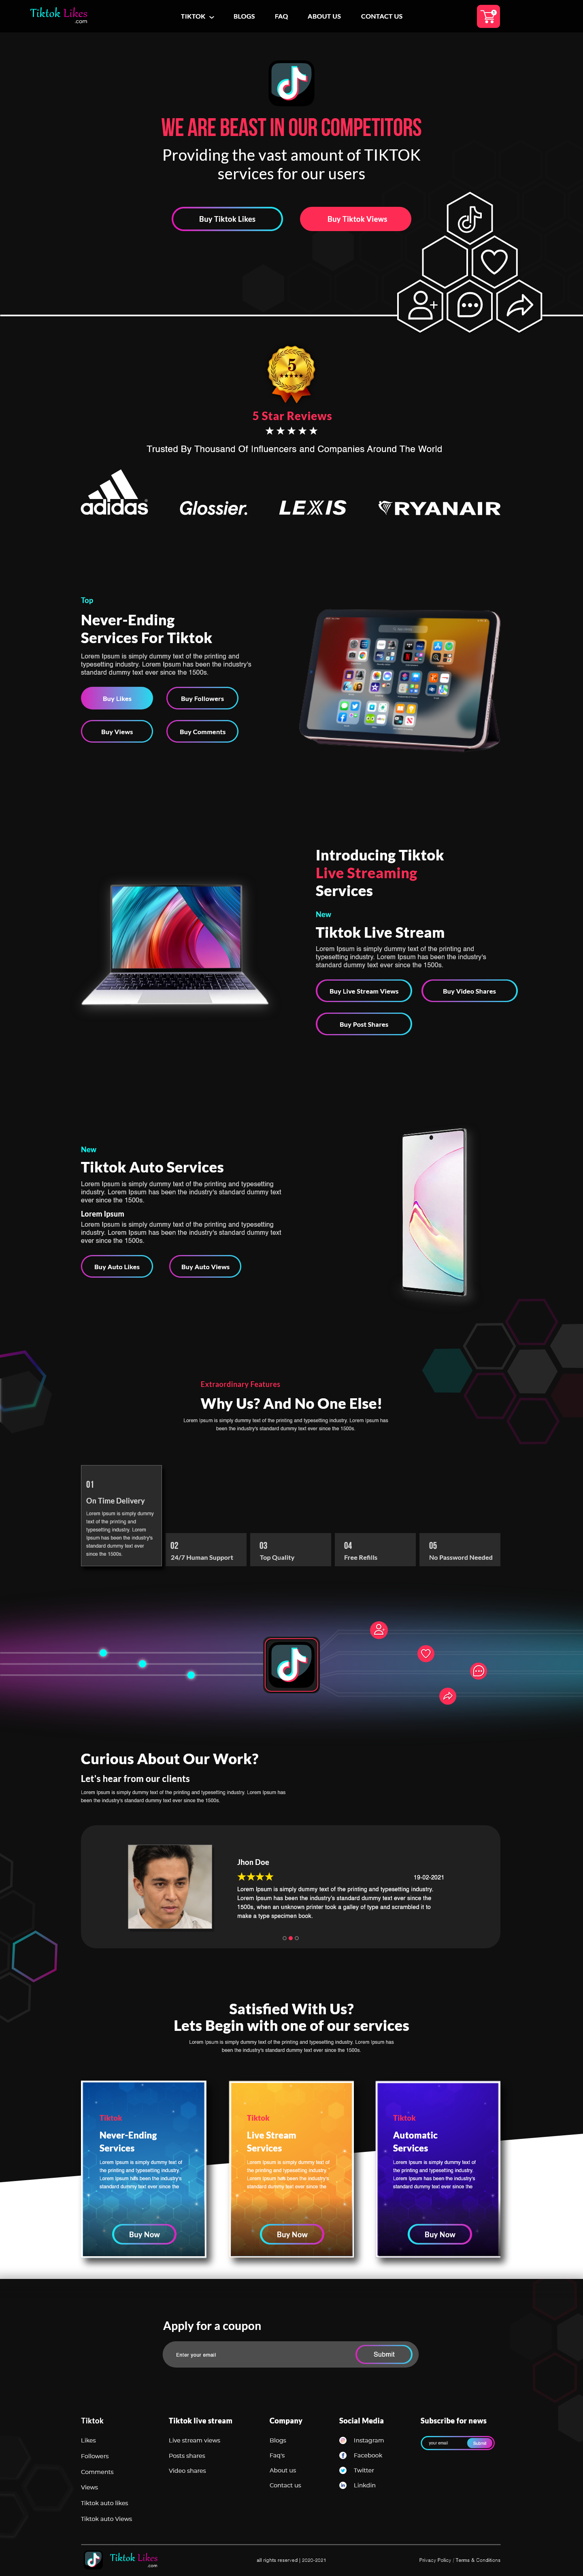 Tiktok Likes
.com
TIKTOK
BLOGS
FAQ
ABOUT US
CONTACT US
WE ARE BEAST IN OUR COMPETITORS
Providing the vast amount of TIKTOK
services for our users
Buy Tiktok Likes
Buy Tiktok Views
5
5 Star Reviews
Trusted By Thousand Of Influencers and Companies Around The World
adidas
Glossier.
LEXIS
RYANAIR
Top
Never-Ending
Services For Tiktok
Lorem Ipsum is simply dummy text of the printing and
typesetting industry. Lorem Ipsum has been the industry's
standard dummy text ever since the 1500s.
Buy Likes
Buy Followers
Buy Views
Buy Comments
Introducing Tiktok
Live Streaming
Services
New
Tiktok Live Stream
Lorem Ipsum is simply dummy text of the printing and
typesetting industry. Lorem Ipsum has been the industry's
standard dummy text ever since the 1500s.
Buy Live Stream Views
Buy Video Shares
Buy Post Shares
New
Tiktok Auto Services
Lorem Ipsum is simply dummy text of the printing and typesetting
industry. Lorem Ipsum has been the industry's standard dummy text
ever since the 1500s.
Lorem Ipsum
Lorem Ipsum is simply dummy text of the printing and typesetting
industry. Lorem Ipsum has been the industry's standard dummy text
ever since the 1500s.
Buy Auto Likes
Buy Auto Views
Extraordinary Features
Why Us? And No One Else!
Lorem Ipsum is simply dummy text of the printing and typesetting industry. Lorem Ipsum has
been the industry's standard dummy text ever since the 1500s.
01
On Time Delivery
Lorem Ipsum is simply dummy
text of the printing and
typesetting industry. Lorem
Ipsum has been the industry's
standard dummy text ever
since the 1500s.
02
24/7 Human Support
03
Top Quality
04
Free Refills
05
No Password Needed
Curious About Our Work?
Let's hear from our clients
Lorem Ipsum is simply dummy text of the printing and typesetting industry. Lorem Ipsum has
been the industry's standard dummy text ever since the 1500s.
Jhon Doe
19-02-2021
Lorem Ipsum is simply dummy text of the printing and typesetting industry.
Lorem Ipsum has been the industry's standard dummy text ever since the
1500s, when an unknown printer took a galley of type and scrambled it to
make a type specimen book.
Satisfied With Us?
Lets Begin with one of our services
Lorem Ipsum is simply dummy text of the printing and typesetting industry. Lorem Ipsum has
been the industry's standard dummy text ever since the 1500s.
Tiktok
Never-Ending
Services
Lorem Ipsum is simply dummy text of
the printing and typesetting industry.
Lorem Ipsum has been the industry's
standard dummy text ever since the
Buy Now
Tiktok
Live Stream
Services
Lorem Ipsum is simply dummy text of
the printing and typesetting industry.
Lorem Ipsum has been the industry's
standard dummy text ever since the
Buy Now
Tiktok
Automatic
Services
Lorem Ipsum is simply dummy text of
the printing and typesetting industry.
Lorem Ipsum has been the industry's
standard dummy text ever since the
Buy Now
Apply for a coupon
Enter your email
Submit
Tiktok
Likes
Followers
Comments
Views
Tiktok auto likes
Tiktok auto Views
Tiktok live stream
Live stream views
Posts shares
Video shares
Company
Blogs
Faq's
About us
Contact us
Social Media
Instagram
Facebook
Twitter
Linkdin
Subscribe for news
your email
Submit
Tiktok Likes
.com
all rights reserved | 2020-2021
Privacy Policy | Terms & Conditions